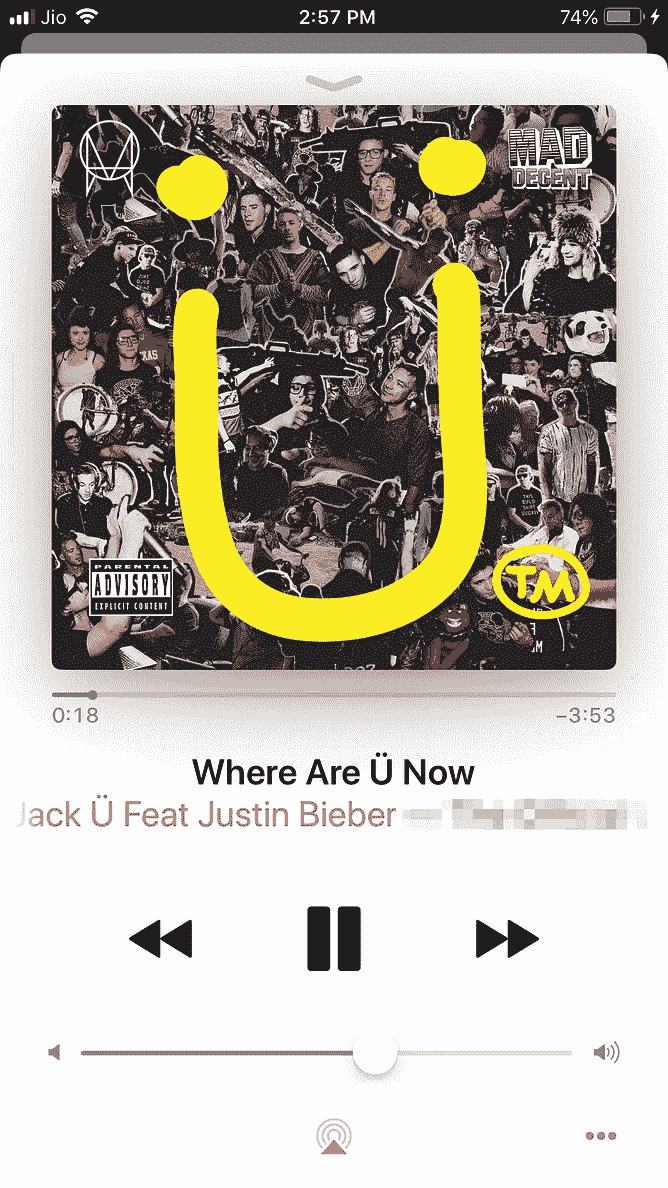 Jio 2:57 PM 74%
MAD
DECENT
PARENTAL
ADVISORY
EXPLICIT CONTENT
TM
0:18 −3:53
Where Are Ü Now
Jack Ü Feat Justin Bieber —